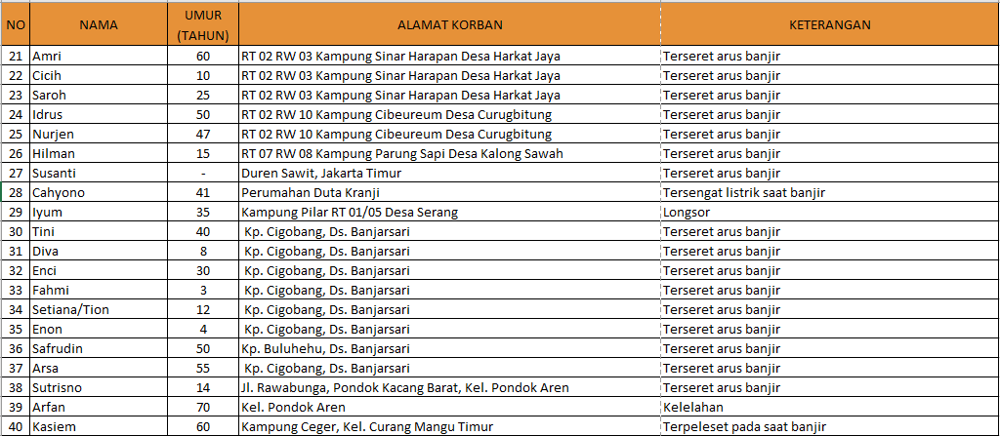 NO NAMA UMUR (TAHUN) ALAMAT KORBAN KETERANGAN
21 Amri 60 RT 02 RW 03 Kampung Sinar Harapan Desa Harkat Jaya Terseret arus banjir
22 Cicih 10 RT 02 RW 03 Kampung Sinar Harapan Desa Harkat Jaya Terseret arus banjir
23 Saroh 25 RT 02 RW 03 Kampung Sinar Harapan Desa Harkat Jaya Terseret arus banjir
24 Idrus 50 RT 02 RW 10 Kampung Cibeureum Desa Curugbitung Terseret arus banjir
25 Nurjen 47 RT 02 RW 10 Kampung Cibeureum Desa Curugbitung Terseret arus banjir
26 Hilman 15 RT 07 RW 08 Kampung Parung Sapi Desa Kalong Sawah Terseret arus banjir
27 Susanti - Duren Sawit, Jakarta Timur Terseret arus banjir
28 Cahyono 41 Perumahan Duta Kranji Tersengat listrik saat banjir
29 Iyum 35 Kampung Pilar RT 01/05 Desa Serang Longsor
30 Tini 40 Kp. Cigobang, Ds. Banjarsari Terseret arus banjir
31 Diva 8 Kp. Cigobang, Ds. Banjarsari Terseret arus banjir
32 Enci 30 Kp. Cigobang, Ds. Banjarsari Terseret arus banjir
33 Fahmi 3 Kp. Cigobang, Ds. Banjarsari Terseret arus banjir
34 Setiana/Tion 12 Kp. Cigobang, Ds. Banjarsari Terseret arus banjir
35 Enon 4 Kp. Cigobang, Ds. Banjarsari Terseret arus banjir
36 Safrudin 50 Kp. Buluhehu, Ds. Banjarsari Terseret arus banjir
37 Arsa 55 Kp. Cigobang, Ds. Banjarsari Terseret arus banjir
38 Sutrisno 14 Jl. Rawabunga, Pondok Kacang Barat, Kel. Pondok Aren Terseret arus banjir
39 Arfan 70 Kel. Pondok Aren Kelelahan
40 Kasiem 60 Kampung Ceger, Kel. Curang Mangu Timur Terpeleset pada saat banjir